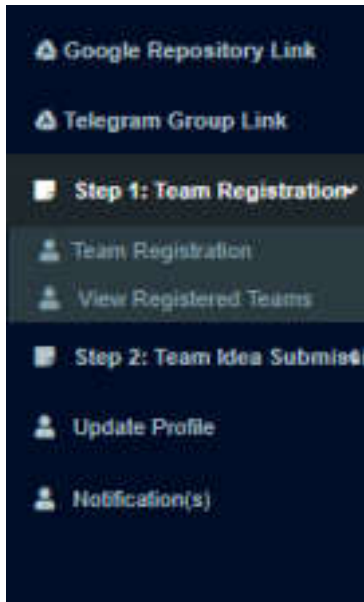 Google Repository Link
Telegram Group Link
Step 1: Team Registration
Team Registration
View Registered Teams
Step 2: Team Idea
Update Profile
Notification(s)